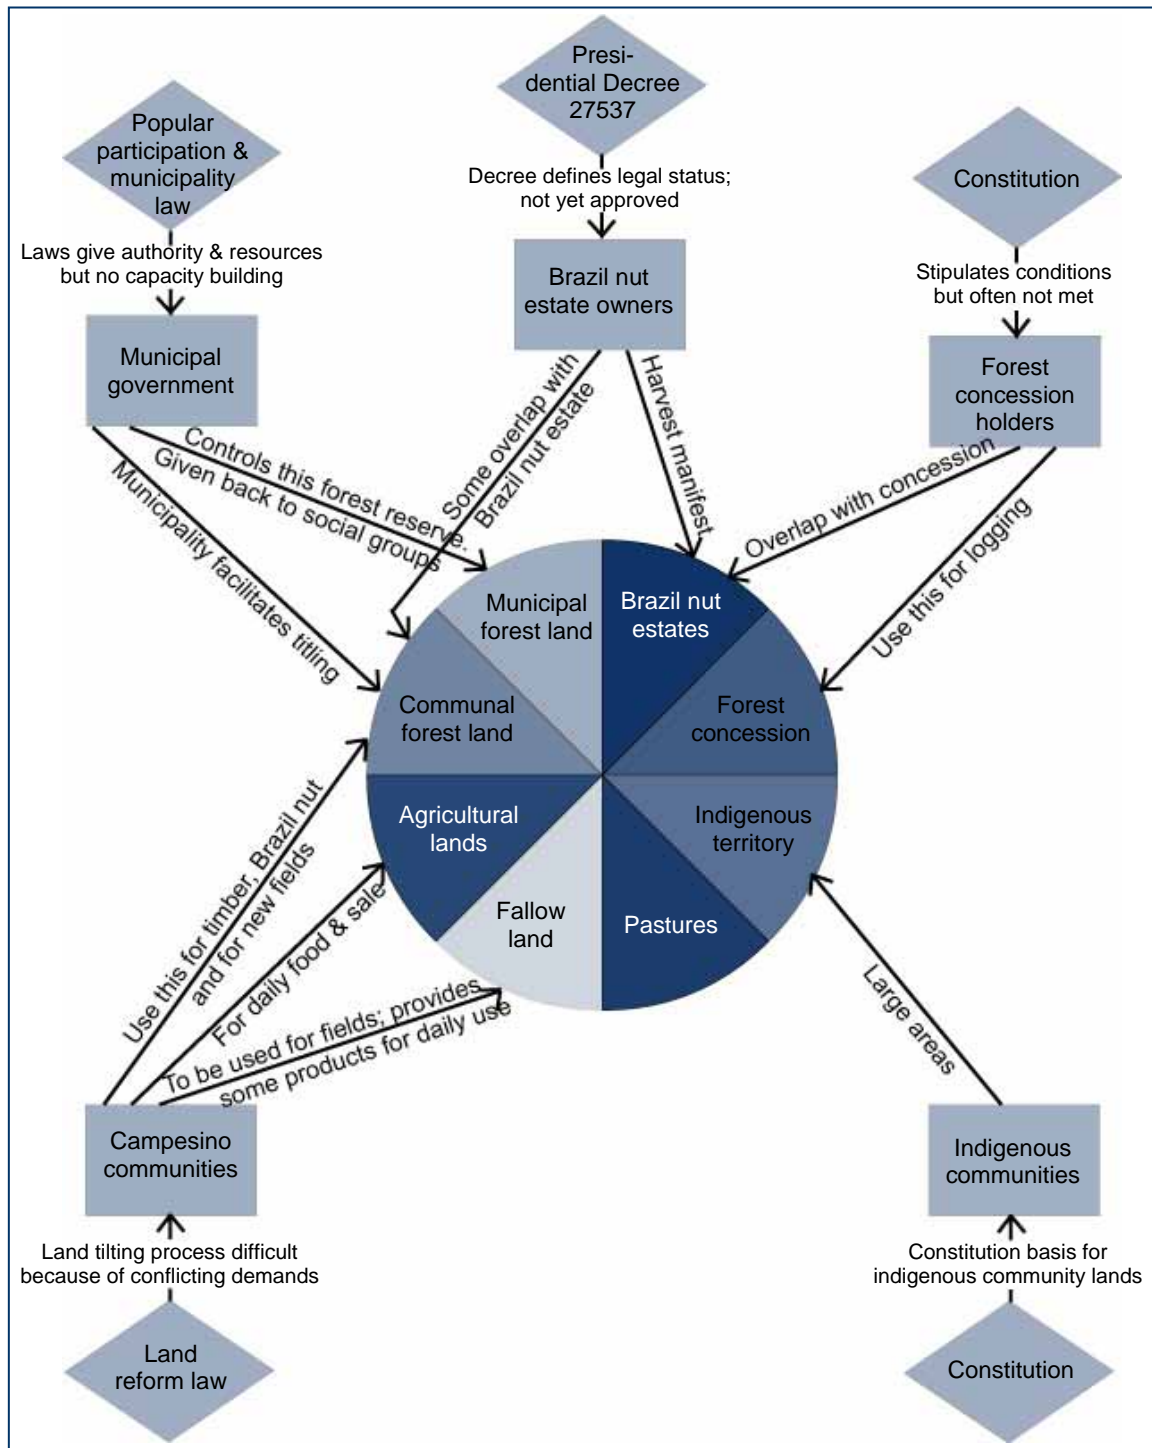 Presi-
dential Decree
27537
Popular
participation &
municipality
law
Constitution
Decree defines legal status;
not yet approved
Laws give authority & resources
but no capacity building
Stipulates conditions
but often not met
Brazil nut
estate owners
Municipal
government
Forest
concession
holders
Controls this forest reserve.
Given back to social groups
Municipality facilitates titling
Some overlap with
Brazil nut estate
Harvest manifest
Overlap with concession
Use this for logging
Municipal
forest land
Brazil nut
estates
Communal
forest land
Forest
concession
Agricultural
lands
Indigenous
territory
Fallow
land
Pastures
Use this for timber, Brazil nut
and for new fields
For daily food & sale
To be used for fields; provides
some products for daily use
Large areas
Campesino
communities
Indigenous
communities
Land tilting process difficult
because of conflicting demands
Constitution basis for
indigenous community lands
Land
reform law
Constitution